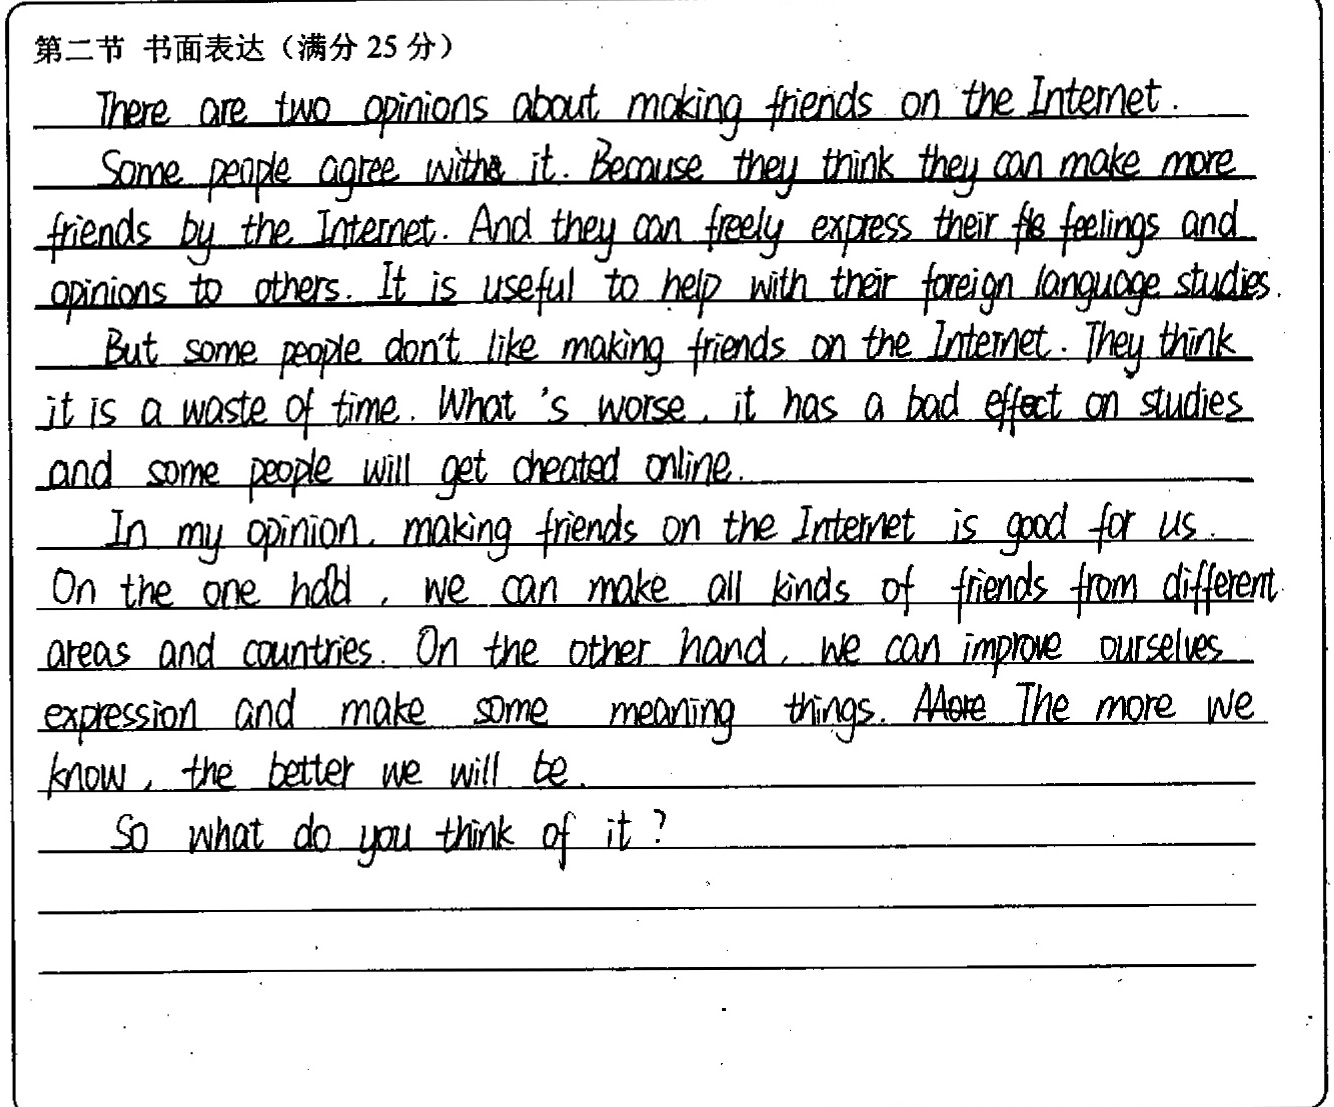 第二节 书面表达（满分 25 分）
There are two opinions about making friends on the Internet.
Some people agree with it. Because they think they can make more
friends by the Internet. And they can freely express their feelings and
opinions to others. It is useful to help with their foreign language studies.
But some people don't like making friends on the Internet. They think
it is a waste of time. What 's worse, it has a bad effect on studies
and some people will get cheated online.
In my opinion, making friends on the Internet is good for us.
On the one hand, we can make all kinds of friends from different
areas and countries. On the other hand, we can improve ourselves
expression and make some meaning things. More The more we
know, the better we will be.
So what do you think of it?